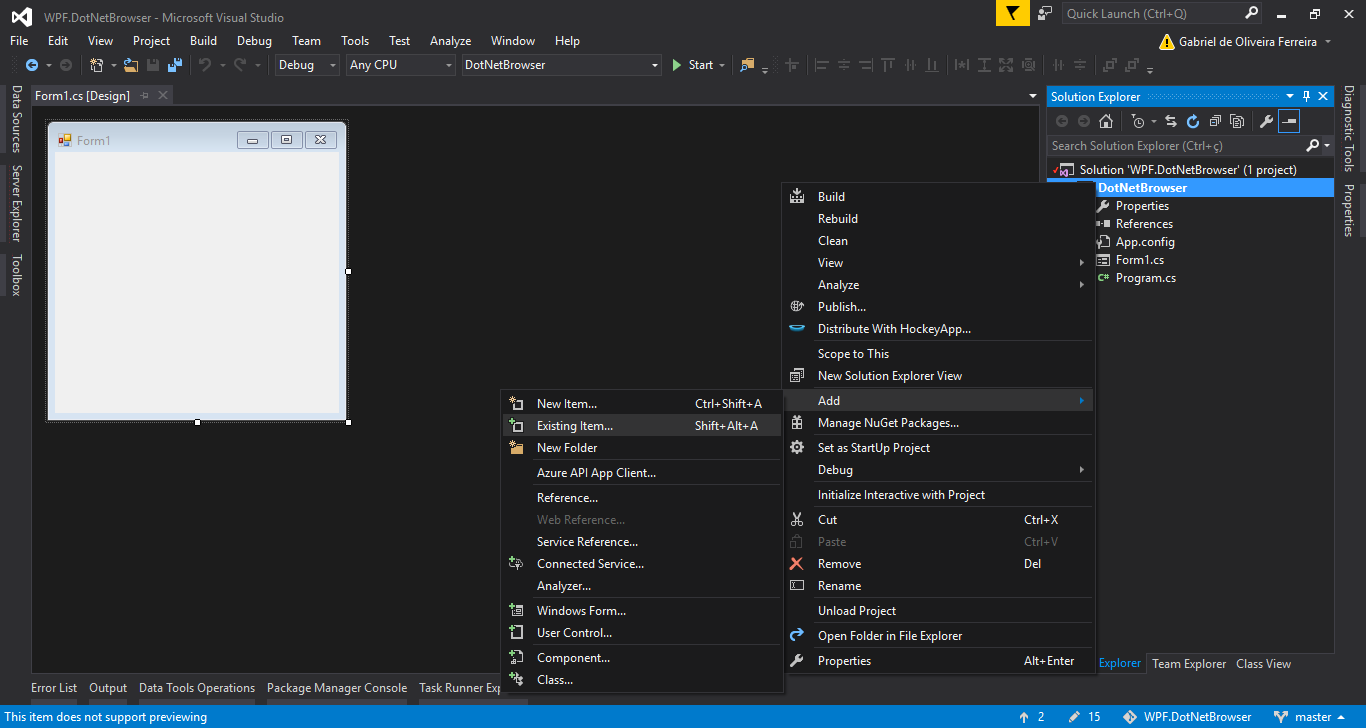 WPF.DotNetBrowser - Microsoft Visual Studio
Quick Launch (Ctrl+Q)
File Edit View Project Build Debug Team Tools Test Analyze Window Help
Gabriel de Oliveira Ferreira
Debug Any CPU DotNetBrowser Start
Data Sources
Server Explorer
Toolbox
Form1.cs [Design]
Form1
Solution Explorer
Search Solution Explorer (Ctrl+ç)
Solution 'WPF.DotNetBrowser' (1 project)
DotNetBrowser
Properties
References
App.config
Form1.cs
C# Program.cs
Diagnostic Tools
Properties
Build
Rebuild
Clean
View
Analyze
Publish...
Distribute With HockeyApp...
Scope to This
New Solution Explorer View
Add
Manage NuGet Packages...
Set as StartUp Project
Debug
Initialize Interactive with Project
Cut Ctrl+X
Paste Ctrl+V
Remove Del
Rename
Unload Project
Open Folder in File Explorer
Properties Alt+Enter
New Item... Ctrl+Shift+A
Existing Item... Shift+Alt+A
New Folder
Azure API App Client...
Reference...
Web Reference...
Service Reference...
Connected Service...
Analyzer...
Windows Form...
User Control...
Component...
Class...
Explorer Team Explorer Class View
Error List Output Data Tools Operations Package Manager Console Task Runner Exp
This item does not support previewing
2 15 WPF.DotNetBrowser master